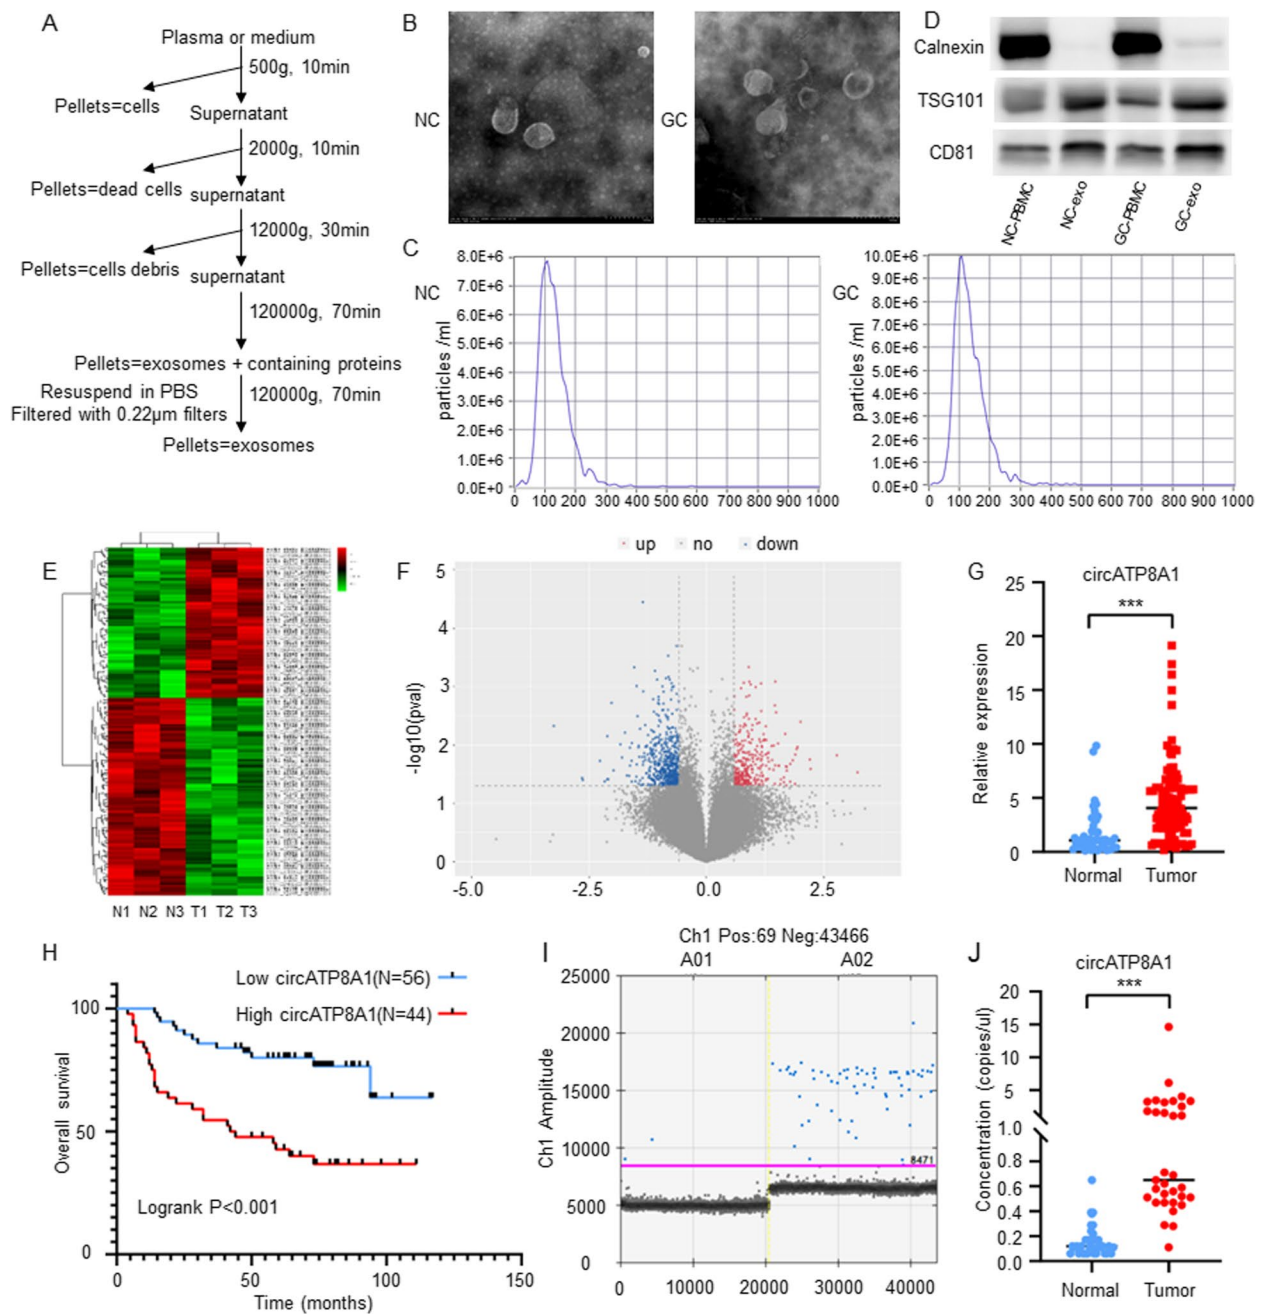 A
Plasma or medium
500g, 10min
Pellets=cells
Supernatant
2000g, 10min
Pellets=dead cells
supernatant
12000g, 30min
Pellets=cells debris
supernatant
120000g, 70min
Pellets=exosomes + containing proteins
Resuspend in PBS
Filtered with 0.22μm filters
120000g, 70min
Pellets=exosomes
B
NC
GC
C
NC
particles /ml
8.0E+6
7.0E+6
6.0E+6
5.0E+6
4.0E+6
3.0E+6
2.0E+6
1.0E+6
0.0E+0
0 100 200 300 400 500 600 700 800 900 1000
GC
particles /ml
10.0E+6
9.0E+6
8.0E+6
7.0E+6
6.0E+6
5.0E+6
4.0E+6
3.0E+6
2.0E+6
1.0E+6
0.0E+0
0 100 200 300 400 500 600 700 800 900 1000
D
Calnexin
TSG101
CD81
NC-PBMC
NC-exo
GC-PBMC
GC-exo
E
N1 N2 N3 T1 T2 T3
F
up no down
-log10(pval)
5
4
3
2
1
0
-5.0 -2.5 0.0 2.5
G
circATP8A1
***
Relative expression
25
20
15
10
5
0
Normal Tumor
H
Low circATP8A1(N=56)
High circATP8A1(N=44)
Overall survival
100
50
0
Logrank P<0.001
0 50 100 150
Time (months)
I
Ch1 Pos:69 Neg:43466
A01 A02
Ch1 Amplitude
25000
20000
15000
10000
5000
0
8471
0 10000 20000 30000 40000
J
circATP8A1
***
Concentration (copies/ul)
20
15
10
5
1.0
0.8
0.6
0.4
0.2
0.0
Normal Tumor